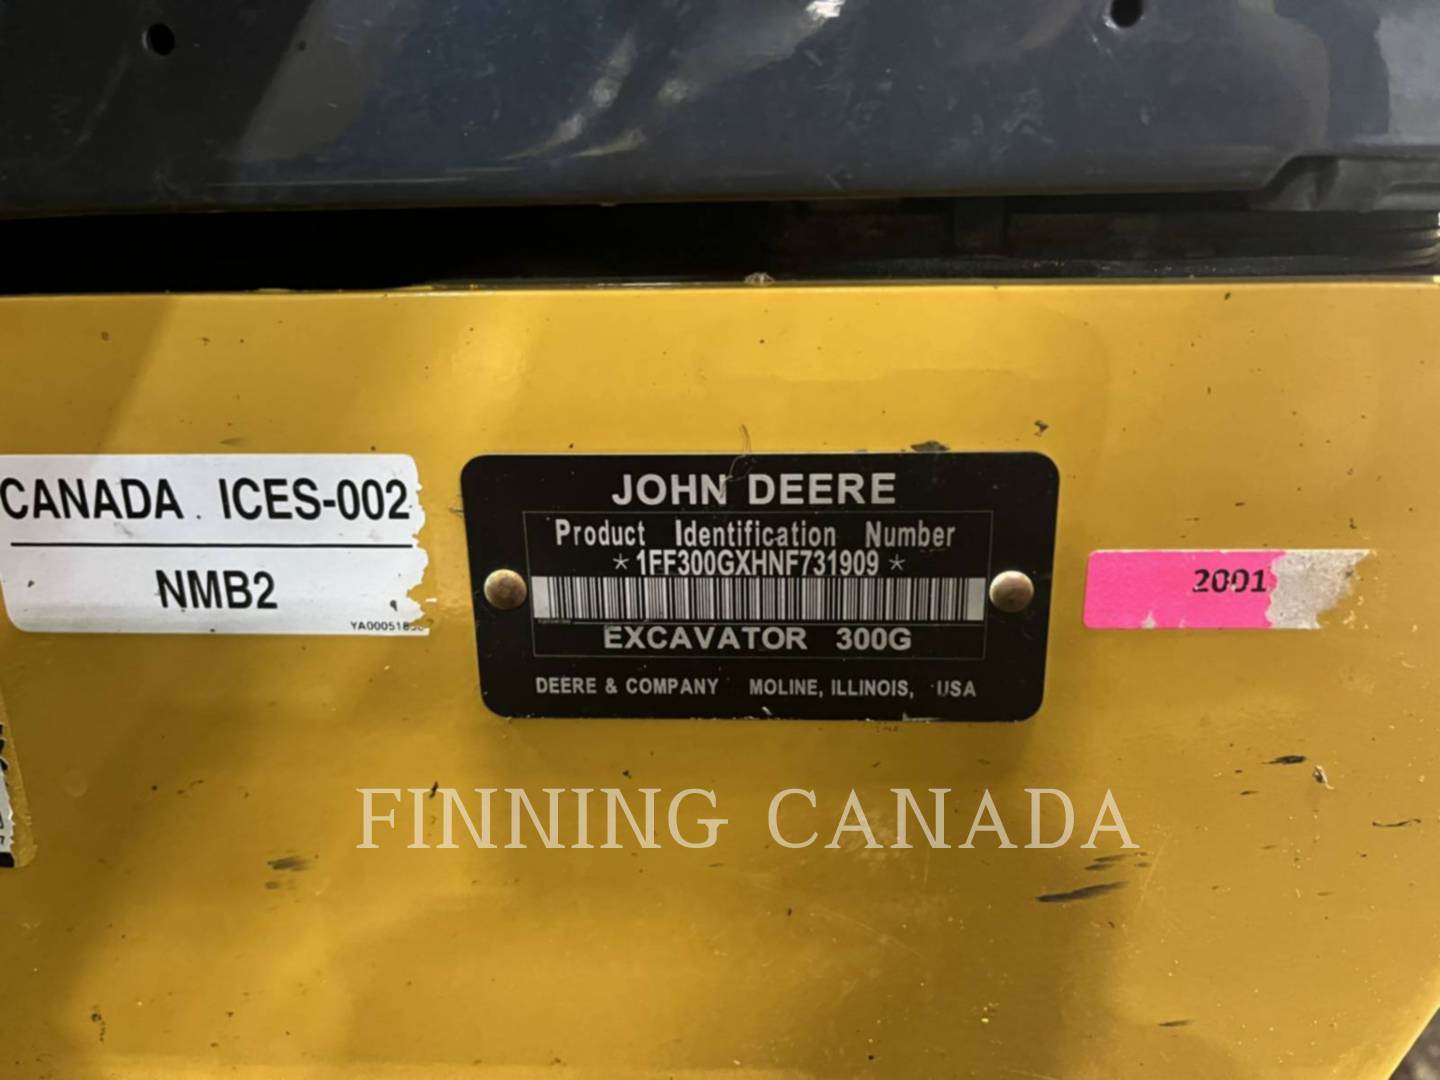 CANADA ICES-002
NMB2
JOHN DEERE
Product Identification Number
*1FF300GXHNF731909*
EXCAVATOR 300G
DEERE & COMPANY MOLINE, ILLINOIS, USA
2001
FINNING CANADA